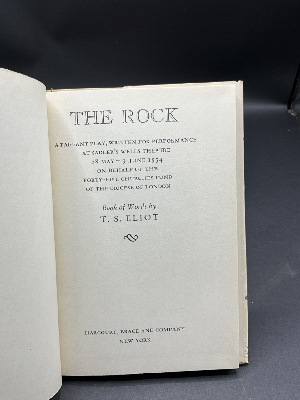 THE ROCK
A PAGEANT PLAY, WRITTEN FOR PERFORMANCE
AT SADLER'S WELLS THEATRE
28 MAY – 9 JUNE 1934
ON BEHALF OF THE
FORTY-FIVE CHURCHES FUND
OF THE DIOCESE OF LONDON
Book of Words by
T. S. ELIOT
HARCOURT, BRACE AND COMPANY
NEW YORK